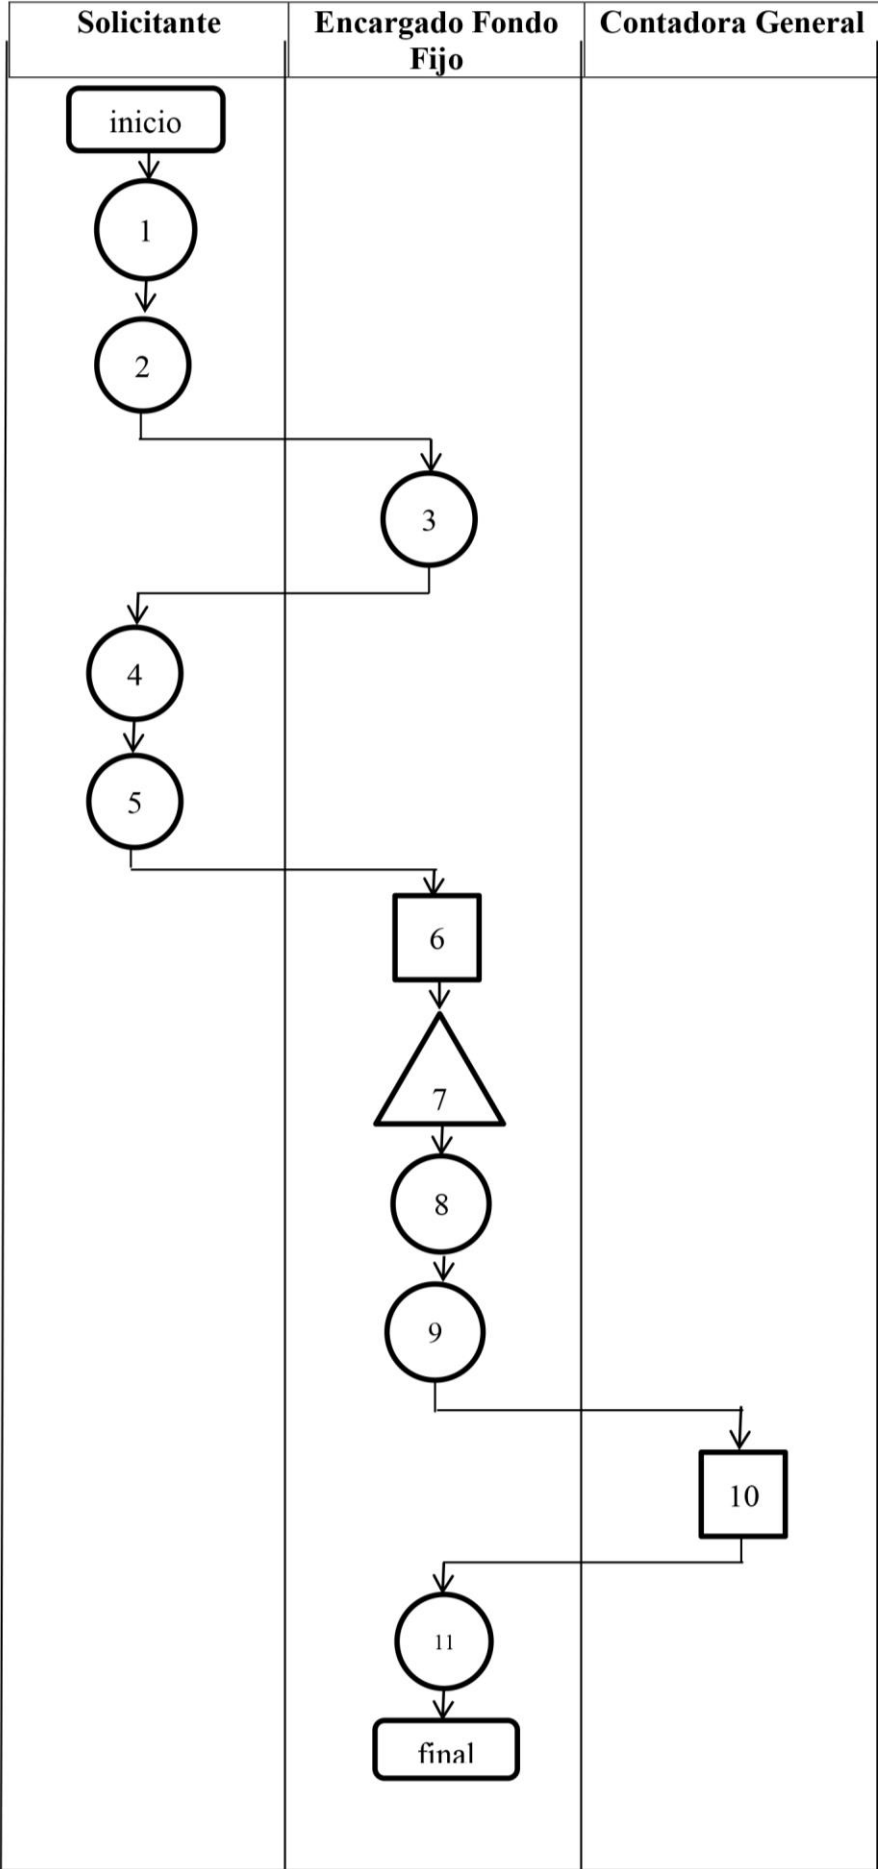 Solicitante
Encargado Fondo
Fijo
Contadora General
inicio
1
2
3
4
5
6
7
8
9
10
11
final